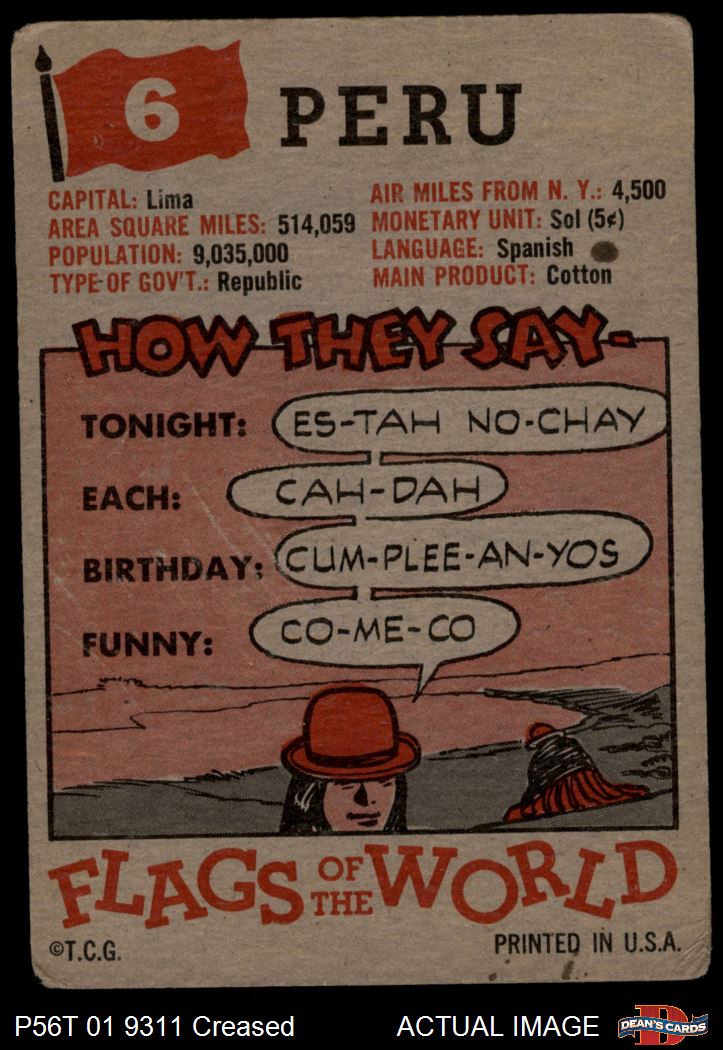 6 PERU
CAPITAL: Lima
AREA SQUARE MILES: 514,059
POPULATION: 9,035,000
TYPE OF GOV'T.: Republic
AIR MILES FROM N. Y.: 4,500
MONETARY UNIT: Sol (5¢)
LANGUAGE: Spanish
MAIN PRODUCT: Cotton
HOW THEY SAY-
TONIGHT: ES-TAH NO-CHAY
EACH: CAH-DAH
BIRTHDAY: CUM-PLEE-AN-YOS
FUNNY: CO-ME-CO
FLAGS OF THE WORLD
©T.C.G. PRINTED IN U.S.A.
P56T 01 9311 Creased ACTUAL IMAGE D DEAN'S CARDS